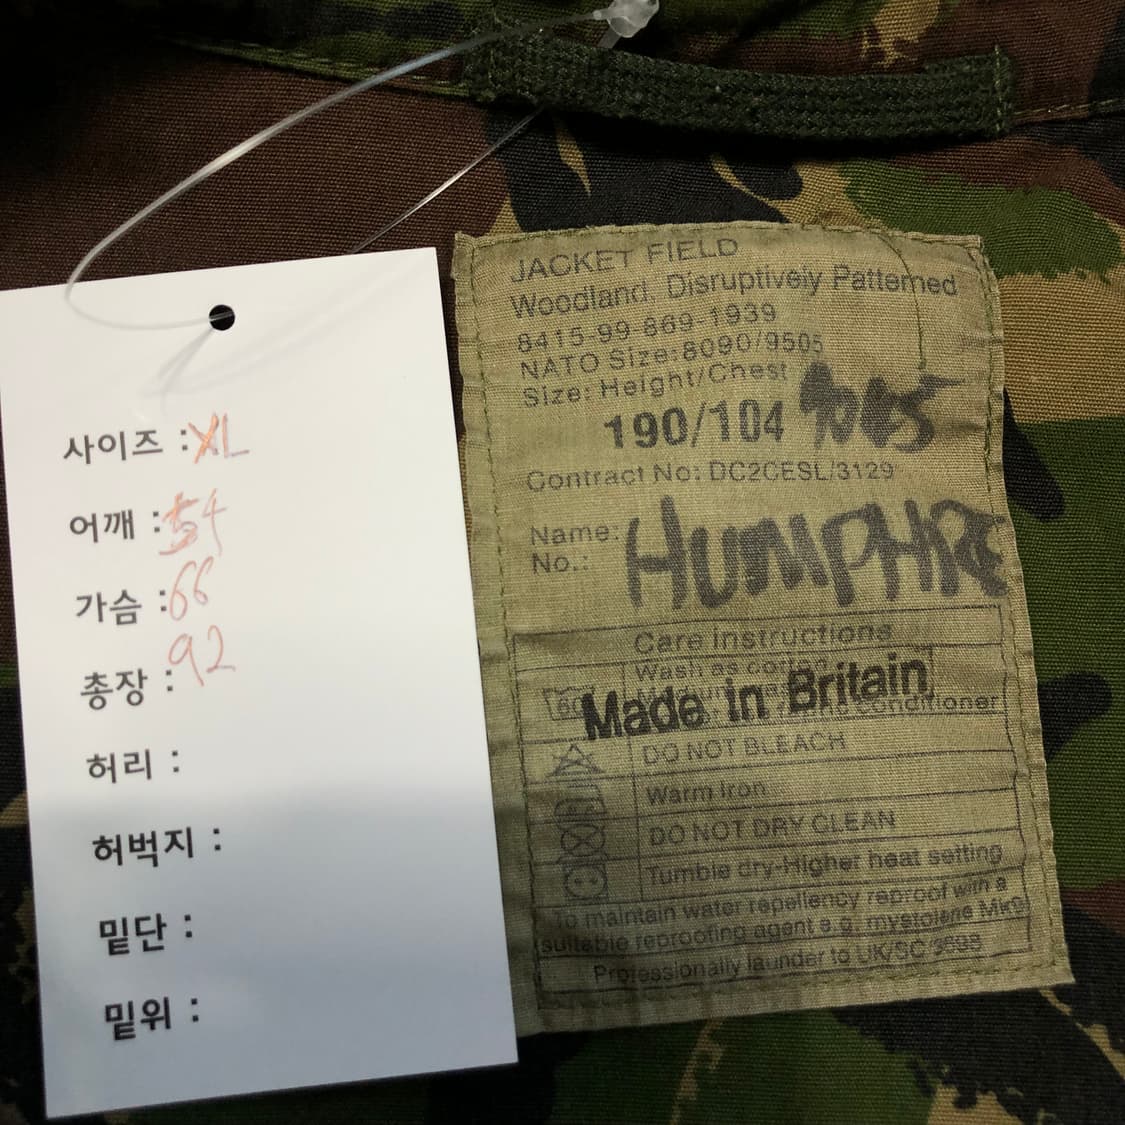 사이즈 : XL
어깨 : 54
가슴 : 66
총장 : 92
허리 :
허벅지 :
밑단 :
밑위 :
JACKET FIELD
Woodland, Disruptively Patterned
8415-99-869-1939
NATO Size:8090/9505
Size: Height/Chest
190/104
Contract No: DC2CESL/3129
Name: HUMPHRE
No.:
Care instructions
Wash as cotton
Made in Britain
conditioner
DO NOT BLEACH
Warm Iron
DO NOT DRY CLEAN
Tumble dry-Higher heat setting
To maintain water repellency reproof with a
suitable reproofing agent e.g. mystolene Mk9
Professionally launder to UK/SC